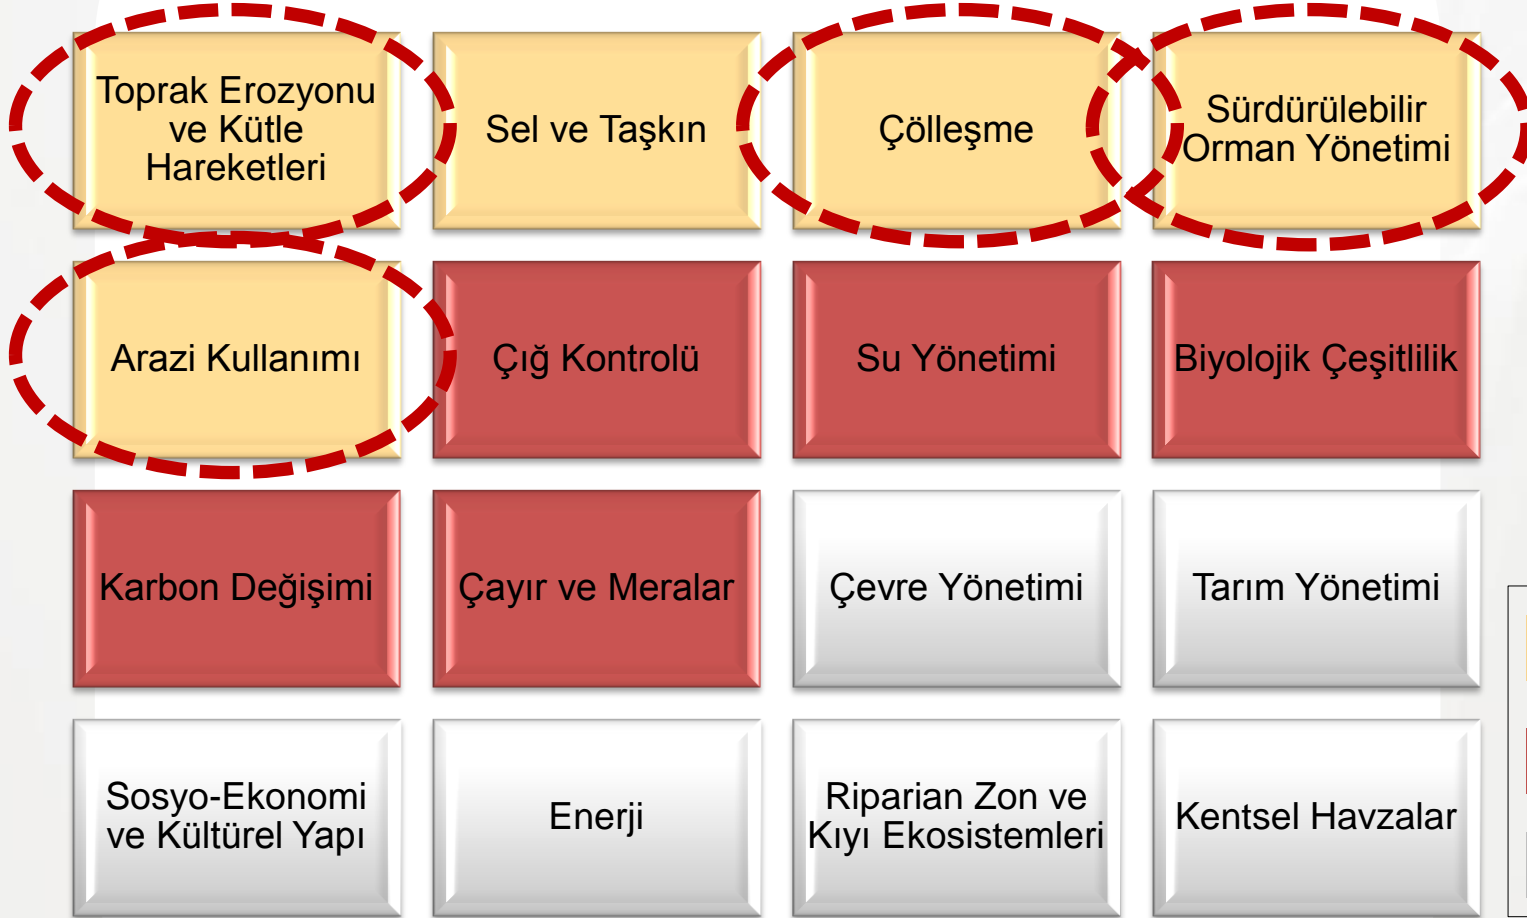 Toprak Erozyonu
ve Kütle
Hareketleri
Sel ve Taşkın
Çölleşme
Sürdürülebilir
Orman Yönetimi
Arazi Kullanımı
Çığ Kontrolü
Su Yönetimi
Biyolojik Çeşitlilik
Karbon Değişimi
Çayır ve Meralar
Çevre Yönetimi
Tarım Yönetimi
Sosyo-Ekonomi
ve Kültürel Yapı
Enerji
Riparian Zon ve
Kıyı Ekosistemleri
Kentsel Havzalar